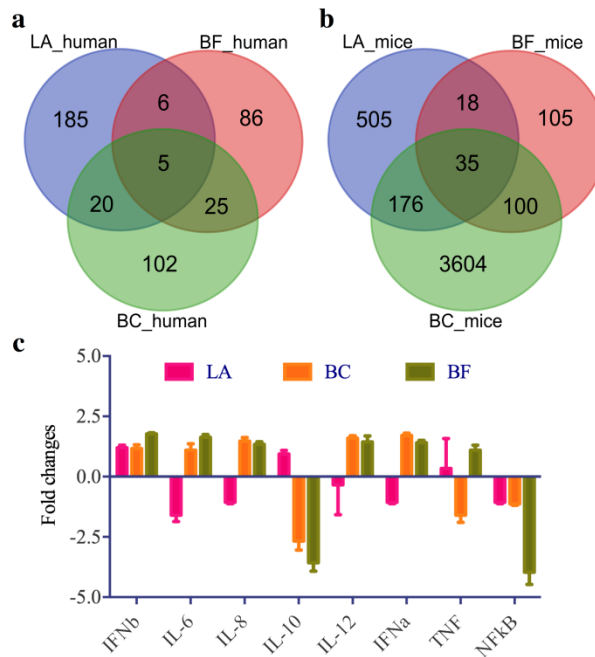 a
b
LA_human
BF_human
LA_mice
BF_mice
185
6
86
5
20
25
102
BC_human
505
18
105
35
176
100
3604
BC_mice
c
LA
BC
BF
Fold changes
5.0
2.5
0.0
-2.5
-5.0
IFNb
IL-6
IL-8
IL-10
IL-12
IFNa
TNF
NFkB